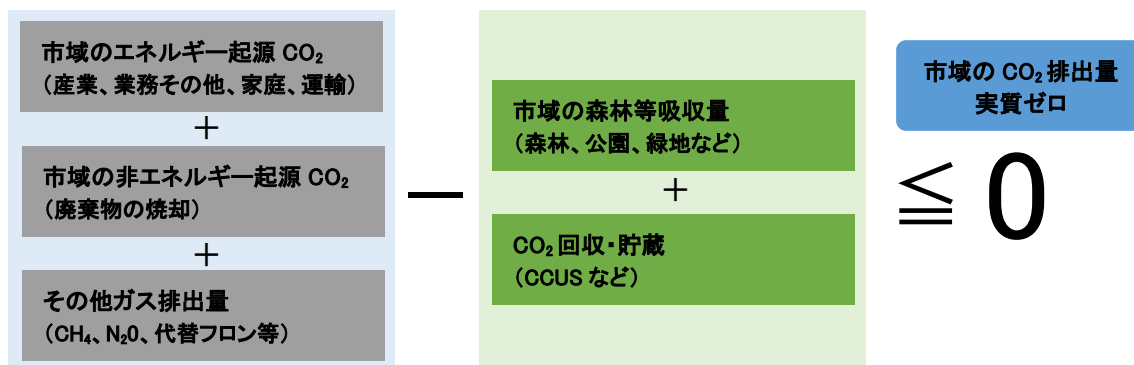 市域のエネルギー起源 CO₂
（産業、業務その他、家庭、運輸）
＋
市域の非エネルギー起源 CO₂
（廃棄物の焼却）
＋
その他ガス排出量
（CH₄、N₂0、代替フロン等）
―
市域の森林等吸収量
（森林、公園、緑地など）
＋
CO₂ 回収・貯蔵
（CCUS など）
市域の CO₂ 排出量
実質ゼロ
≦ 0